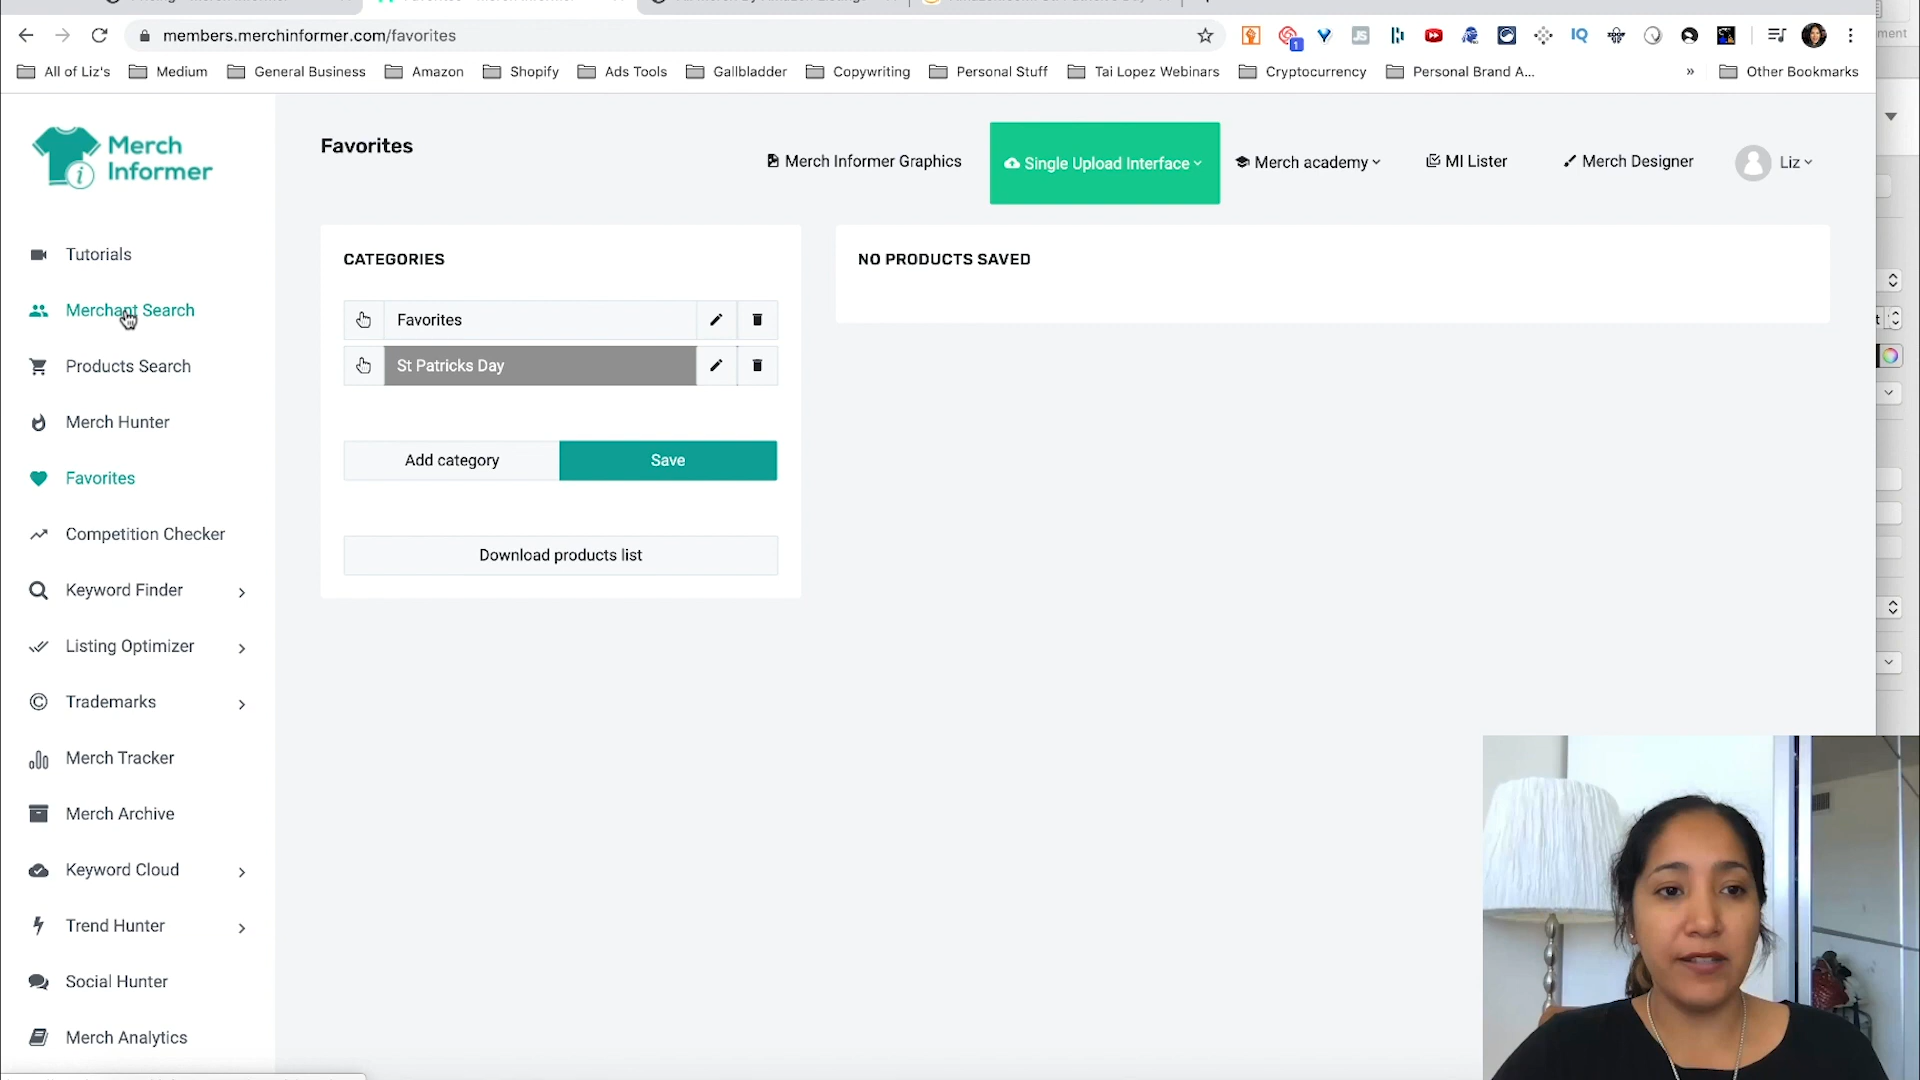 members.merchinformer.com/favorites
1
ment
All of Liz's
Medium
General Business
Amazon
Shopify
Ads Tools
Gallbladder
Copywriting
Personal Stuff
Tai Lopez Webinars
Cryptocurrency
Personal Brand A...
»
Other Bookmarks
Merch
Informer
Favorites
Merch Informer Graphics
Single Upload Interface
Merch academy
MI Lister
Merch Designer
Liz
Tutorials
Merchant Search
Products Search
Merch Hunter
Favorites
Competition Checker
Keyword Finder
Listing Optimizer
Trademarks
Merch Tracker
Merch Archive
Keyword Cloud
Trend Hunter
Social Hunter
Merch Analytics
CATEGORIES
Favorites
St Patricks Day
Add category
Save
Download products list
NO PRODUCTS SAVED